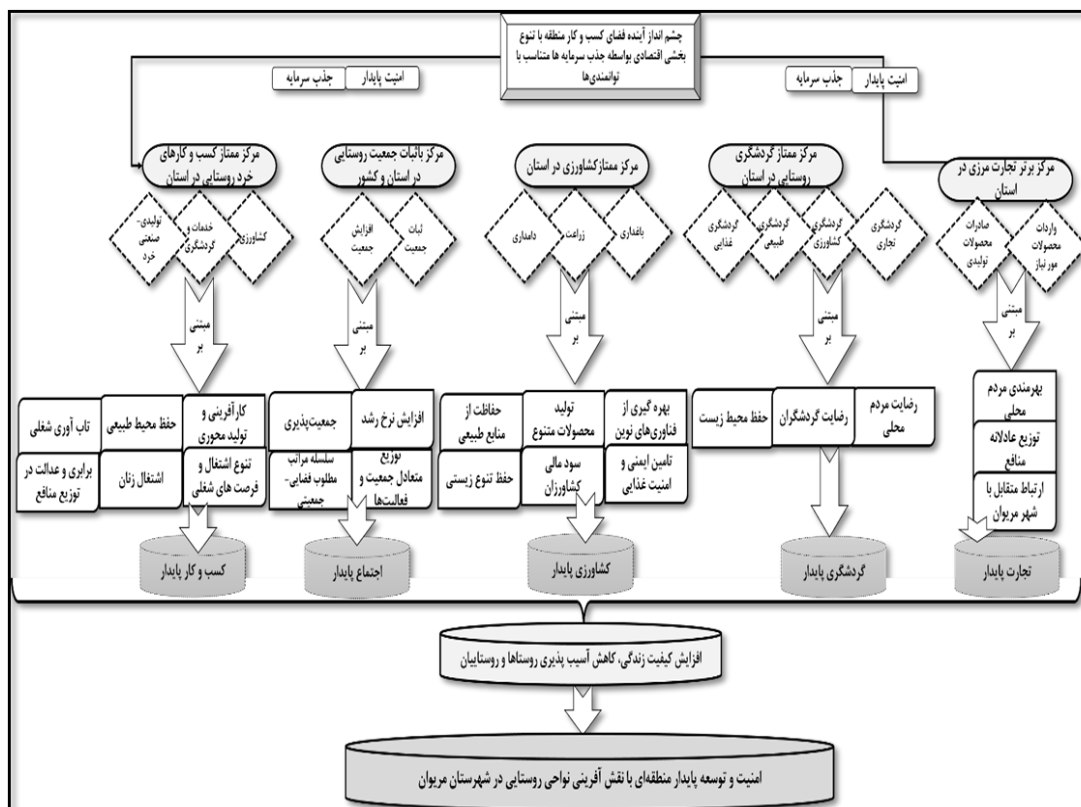 چشم انداز آینده فضای کسب و کار منطقه با تنوع
بخشی اقتصادی بواسطه جذب سرمایه ها متناسب با
توانمندی‌ها
امنیت پایدار
جذب سرمایه
امنیت پایدار
جذب سرمایه
مرکز برتر تجارت مرزی در
استان
مرکز ممتاز گردشگری
روستایی در استان
مرکز ممتاز کشاورزی در استان
مرکز باثبات جمعیت روستایی
در استان و کشور
مرکز ممتاز کسب و کارهای
خرد روستایی در استان
واردات
محصولات
مور نیاز
صادرات
محصولات
تولیدی
گردشگری
تجاری
گردشگری
کشاورزی
گردشگری
طبیعی
گردشگری
غذایی
باغداری
زراعت
دامداری
ثبات
جمعیت
افزایش
جمعیت
کشاورزی
خدمات و
گردشگری
تولیدی-
صنعتی
خرد
مبتنی
بر
مبتنی
بر
مبتنی
بر
مبتنی
بر
مبتنی
بر
بهرمندی مردم
محلی
توزیع عادلانه
منافع
ارتباط متقابل با
شهر مریوان
رضایت مردم
محلی
رضایت گردشگران
حفظ محیط زیست
بهره گیری از
فناوری‌های نوین
تولید
محصولات متنوع
حفاظت از
منابع طبیعی
تامین ایمنی و
امنیت غذایی
سود مالی
کشاورزان
حفظ تنوع زیستی
افزایش نرخ رشد
جمعیت‌پذیری
توزیع
متعادل جمعیت و
فعالیت‌ها
سلسله مراتب
مطلوب فضایی-
جمعیتی
کارآفرینی و
تولید محوری
حفظ محیط طبیعی
تاب آوری شغلی
تنوع اشتغال و
فرصت های شغلی
اشتغال زنان
برابری و عدالت در
توزیع منافع
تجارت پایدار
گردشگری پایدار
کشاورزی پایدار
اجتماع پایدار
کسب و کار پایدار
افزایش کیفیت زندگی، کاهش آسیب پذیری روستاها و روستاییان
امنیت و توسعه پایدار منطقه‌ای با نقش آفرینی نواحی روستایی در شهرستان مریوان